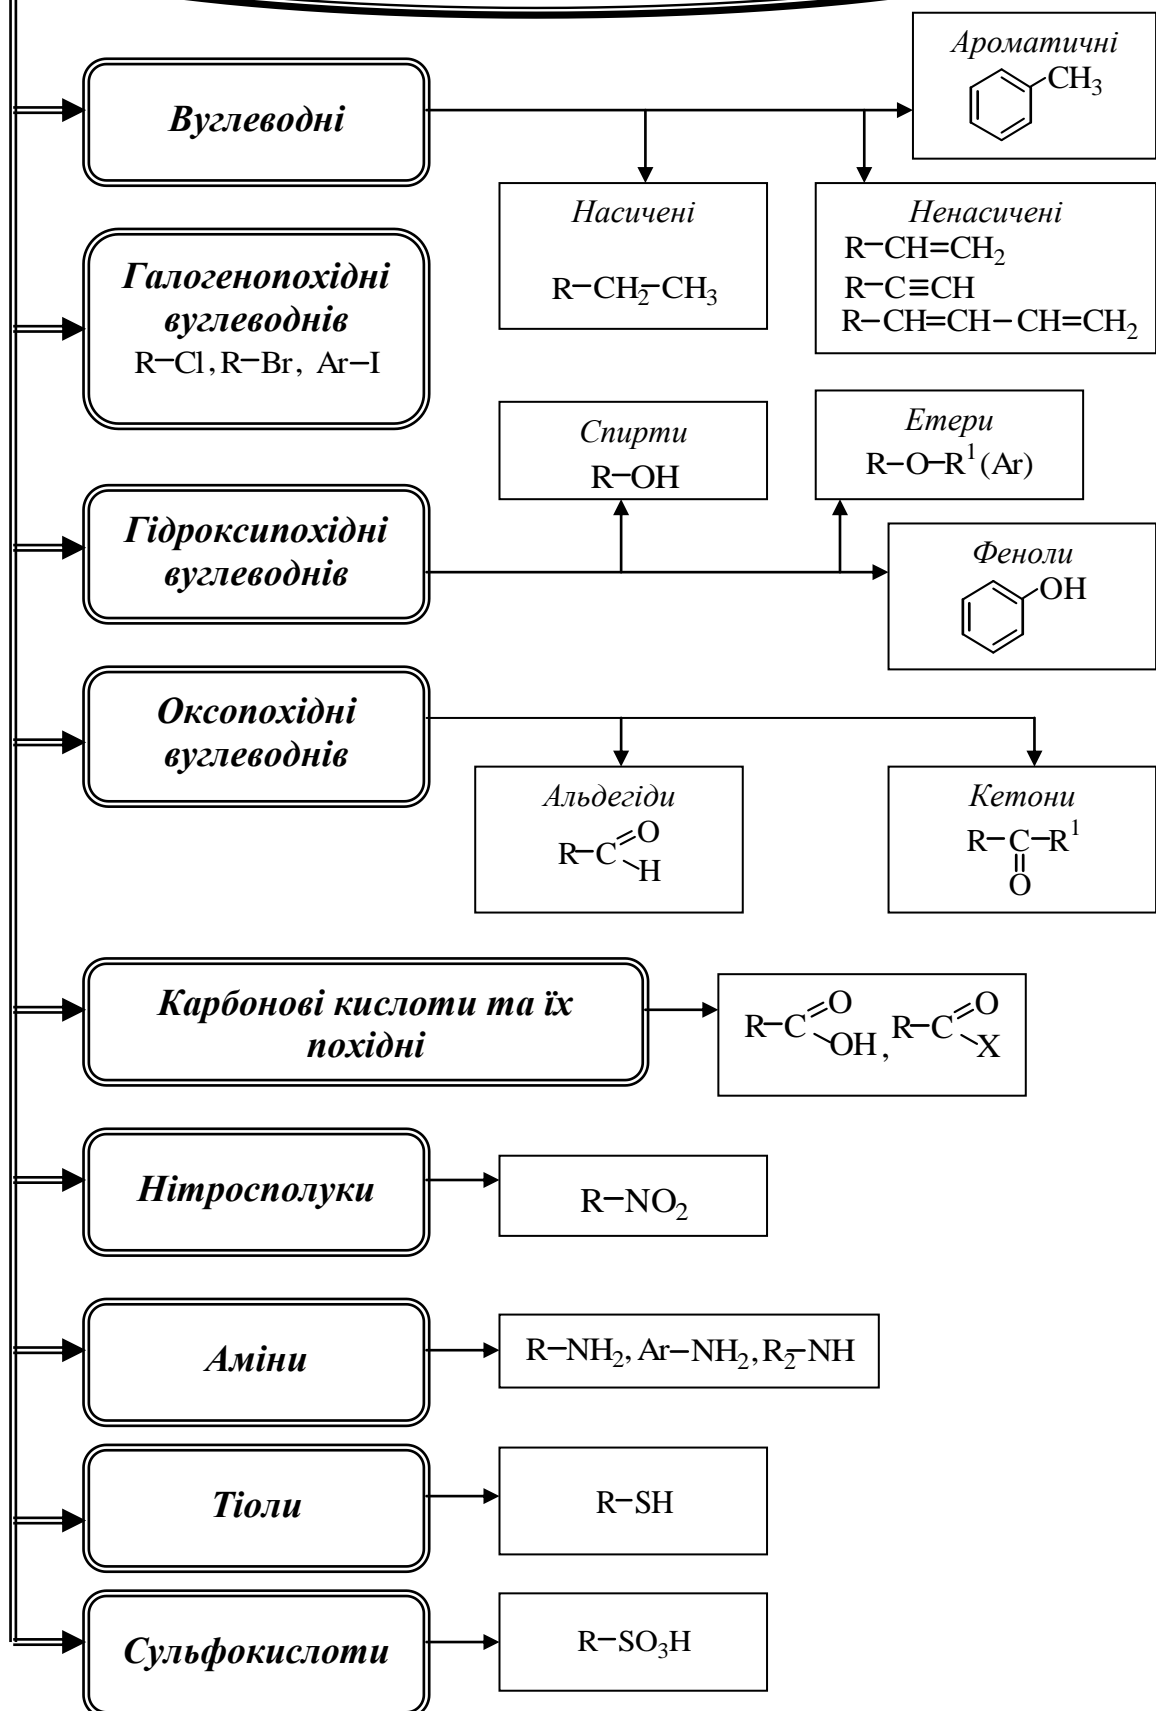 Ароматичні
CH3
Вуглеводні
Насичені
R–CH2–CH3
Ненасичені
R–CH=CH2
R–C≡CH
R–CH=CH–CH=CH2
Галогенопохідні
вуглеводнів
R–Cl, R–Br, Ar–I
Спирти
R–OH
Етери
R–O–R1(Ar)
Гідроксипохідні
вуглеводнів
Феноли
OH
Оксопохідні
вуглеводнів
Альдегіди
O
R–C
H
Кетони
R–C–R1
O
Карбонові кислоти та їх
похідні
O
R–C
OH,
O
R–C
X
Нітросполуки
R–NO2
Аміни
R–NH2, Ar–NH2, R2–NH
Тіоли
R–SH
Сульфокислоти
R–SO3H